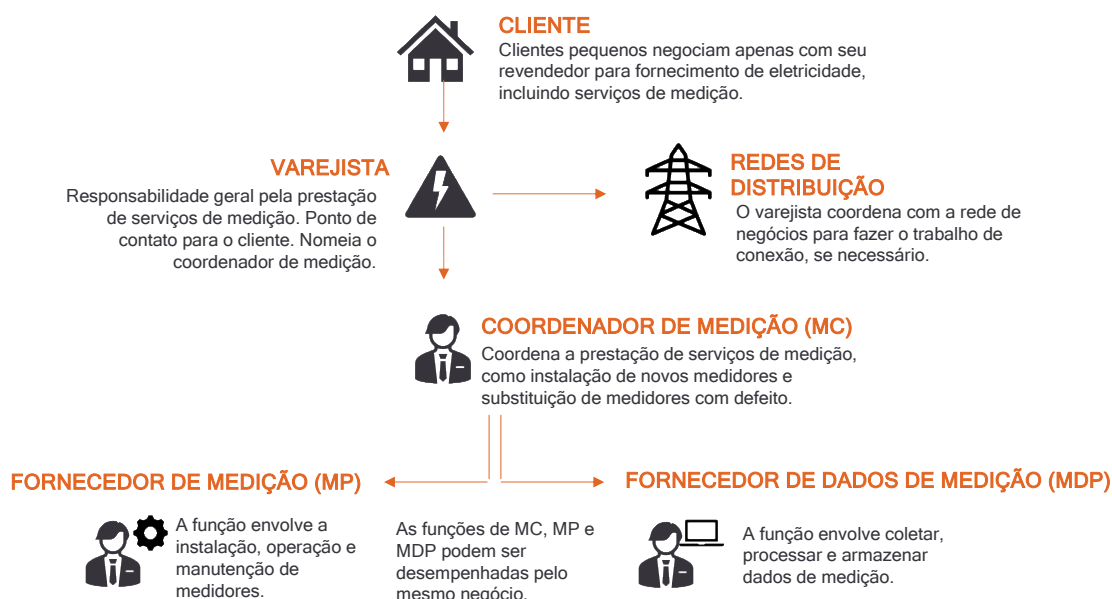 CLIENTE
Clientes pequenos negociam apenas com seu
revendedor para fornecimento de eletricidade,
incluindo serviços de medição.
VAREJISTA
Responsabilidade geral pela prestação
de serviços de medição. Ponto de
contato para o cliente. Nomeia o
coordenador de medição.
REDES DE
DISTRIBUIÇÃO
O varejista coordena com a rede de
negócios para fazer o trabalho de
conexão, se necessário.
COORDENADOR DE MEDIÇÃO (MC)
Coordena a prestação de serviços de medição,
como instalação de novos medidores e
substituição de medidores com defeito.
FORNECEDOR DE MEDIÇÃO (MP)
A função envolve a
instalação, operação e
manutenção de
medidores.
As funções de MC, MP e
MDP podem ser
desempenhadas pelo
mesmo negócio.
FORNECEDOR DE DADOS DE MEDIÇÃO (MDP)
A função envolve coletar,
processar e armazenar
dados de medição.